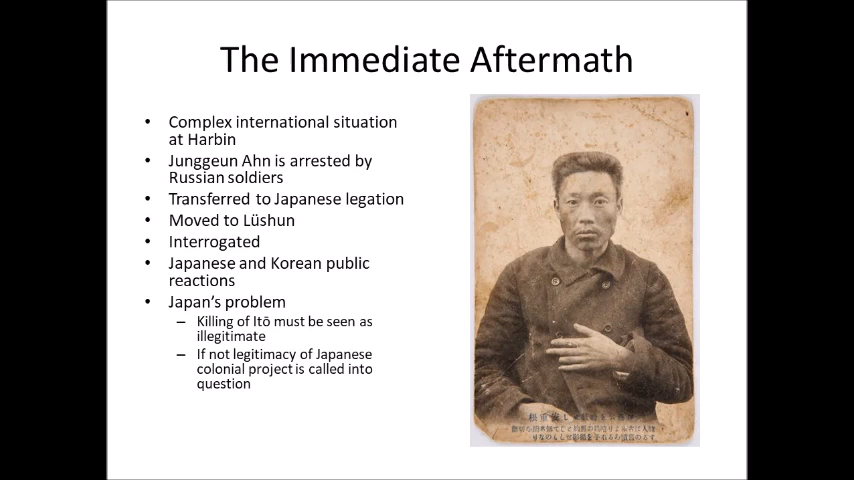 The Immediate Aftermath
• Complex international situation
at Harbin
• Junggeun Ahn is arrested by
Russian soldiers
• Transferred to Japanese legation
• Moved to Lüshun
• Interrogated
• Japanese and Korean public
reactions
• Japan's problem
– Killing of Itō must be seen as
illegitimate
– If not legitimacy of Japanese
colonial project is called into
question